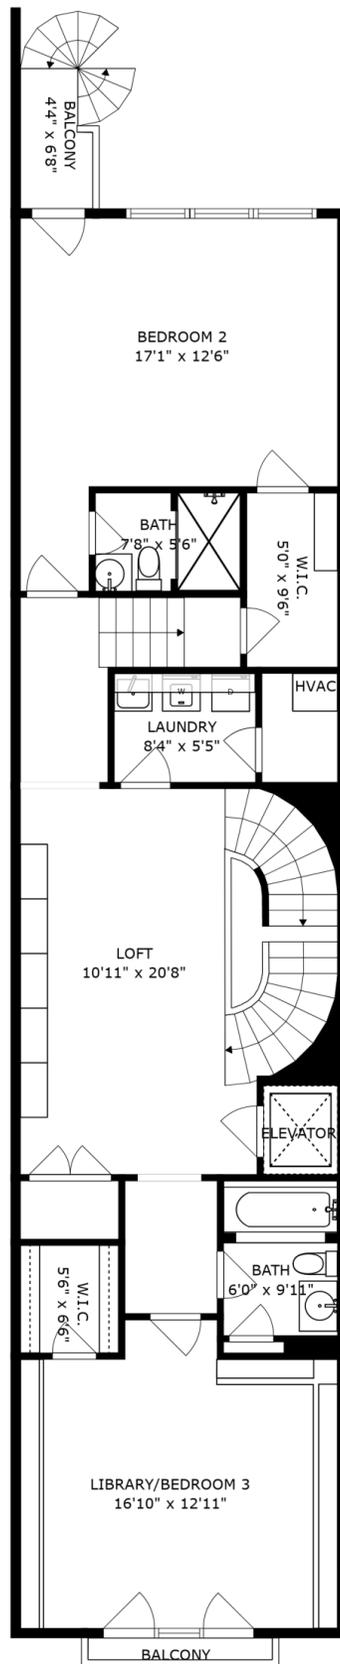 BALCONY
4'4" x 6'8"
BEDROOM 2
17'1" x 12'6"
BATH
7'8" x 5'6"
W.I.C.
5'0" x 9'6"
HVAC
W
D
LAUNDRY
8'4" x 5'5"
LOFT
10'11" x 20'8"
ELEVATOR
BATH
6'0" x 9'11"
W.I.C.
5'6" x 6'6"
LIBRARY/BEDROOM 3
16'10" x 12'11"
BALCONY